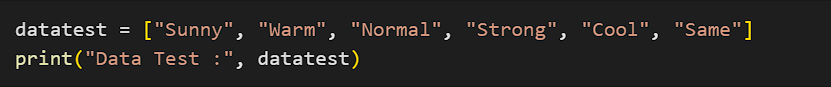 datatest = ["Sunny", "Warm", "Normal", "Strong", "Cool", "Same"]
print("Data Test :", datatest)